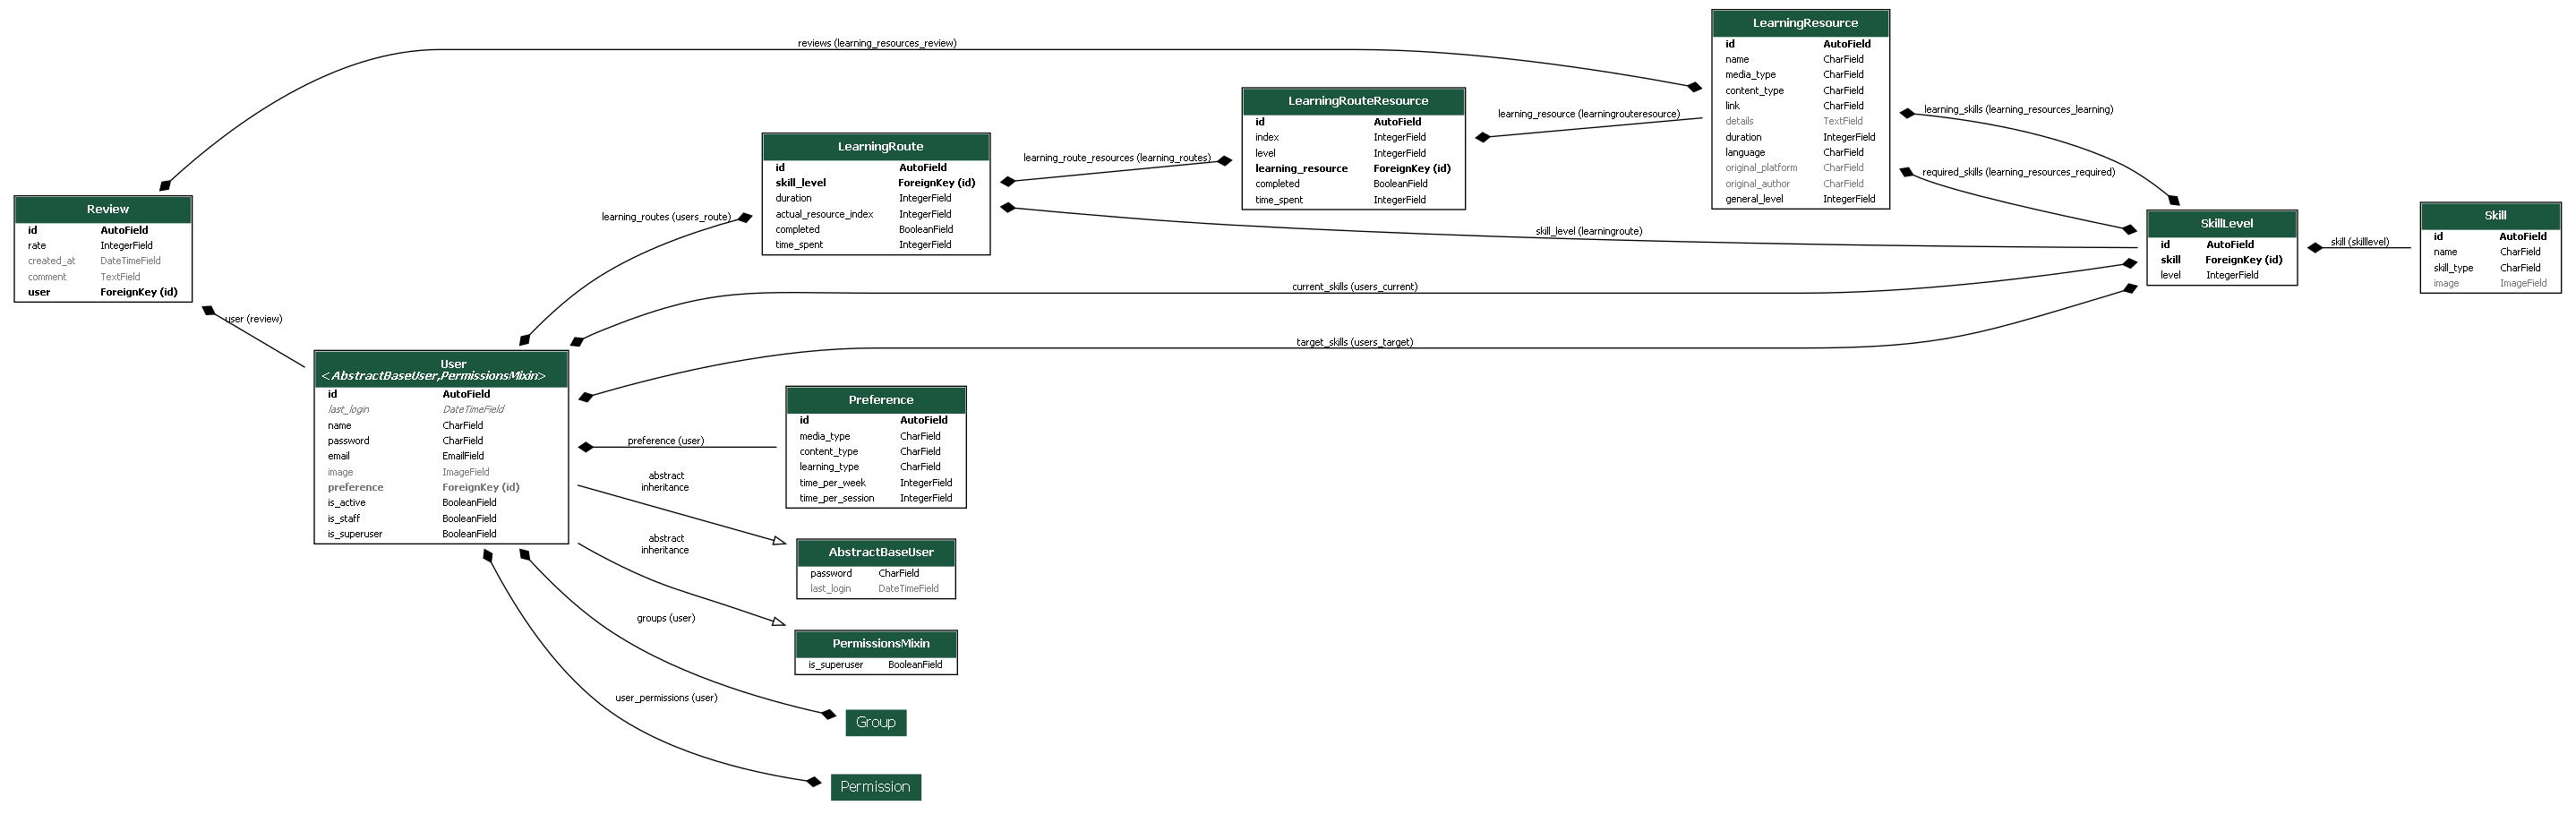 reviews (learning_resources_review)
LearningResource
id AutoField
name CharField
media_type CharField
content_type CharField
link CharField
details TextField
duration IntegerField
language CharField
original_platform CharField
original_author CharField
general_level IntegerField
LearningRouteResource
id AutoField
index IntegerField
level IntegerField
learning_resource ForeignKey (id)
completed BooleanField
time_spent IntegerField
learning_resource (learningrouteresource)
learning_skills (learning_resources_learning)
required_skills (learning_resources_required)
LearningRoute
id AutoField
skill_level ForeignKey (id)
duration IntegerField
actual_resource_index IntegerField
completed BooleanField
time_spent IntegerField
learning_route_resources (learning_routes)
learning_routes (users_route)
skill_level (learningroute)
Review
id AutoField
rate IntegerField
created_at DateTimeField
comment TextField
user ForeignKey (id)
user (review)
SkillLevel
id AutoField
skill ForeignKey (id)
level IntegerField
skill (skilllevel)
Skill
id AutoField
name CharField
skill_type CharField
image ImageField
current_skills (users_current)
target_skills (users_target)
User
<AbstractBaseUser,PermissionsMixin>
id AutoField
last_login DateTimeField
name CharField
password CharField
email EmailField
image ImageField
preference ForeignKey (id)
is_active BooleanField
is_staff BooleanField
is_superuser BooleanField
preference (user)
Preference
id AutoField
media_type CharField
content_type CharField
learning_type CharField
time_per_week IntegerField
time_per_session IntegerField
abstract
inheritance
AbstractBaseUser
password CharField
last_login DateTimeField
abstract
inheritance
PermissionsMixin
is_superuser BooleanField
groups (user)
Group
user_permissions (user)
Permission